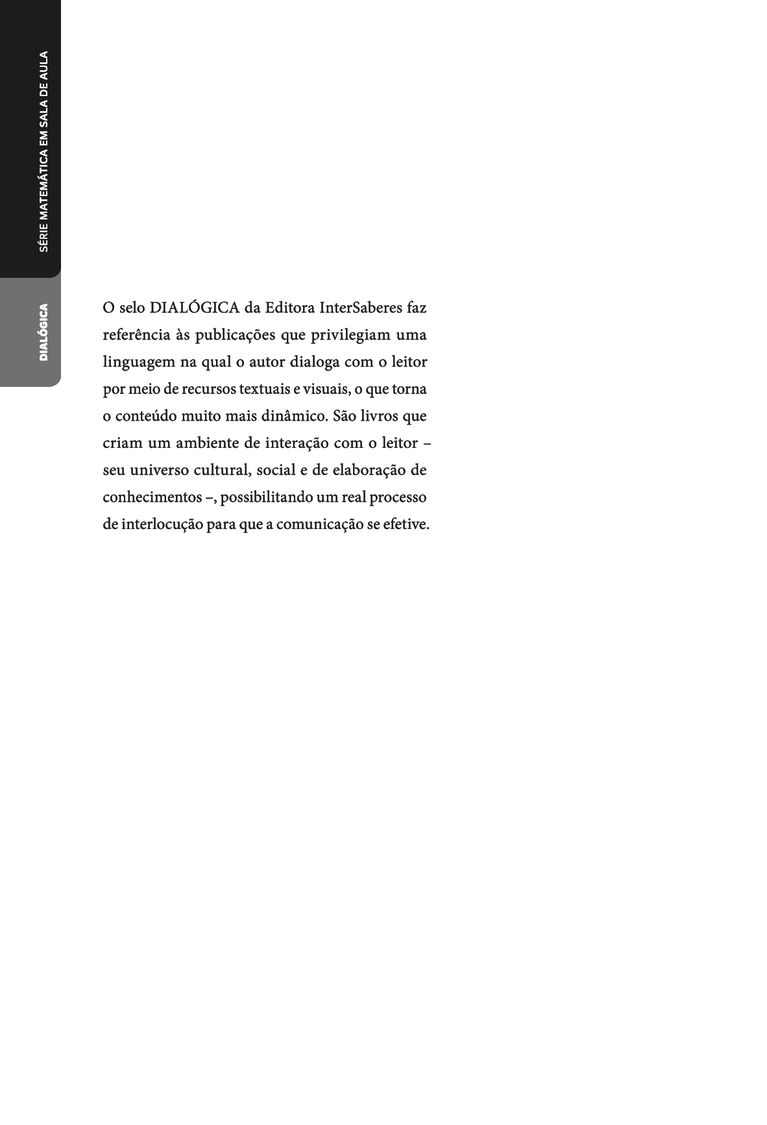 SÉRIE MATEMÁTICA EM SALA DE AULA
DIALÓGICA
O selo DIALÓGICA da Editora InterSaberes faz
referência às publicações que privilegiam uma
linguagem na qual o autor dialoga com o leitor
por meio de recursos textuais e visuais, o que torna
o conteúdo muito mais dinâmico. São livros que
criam um ambiente de interação com o leitor –
seu universo cultural, social e de elaboração de
conhecimentos –, possibilitando um real processo
de interlocução para que a comunicação se efetive.